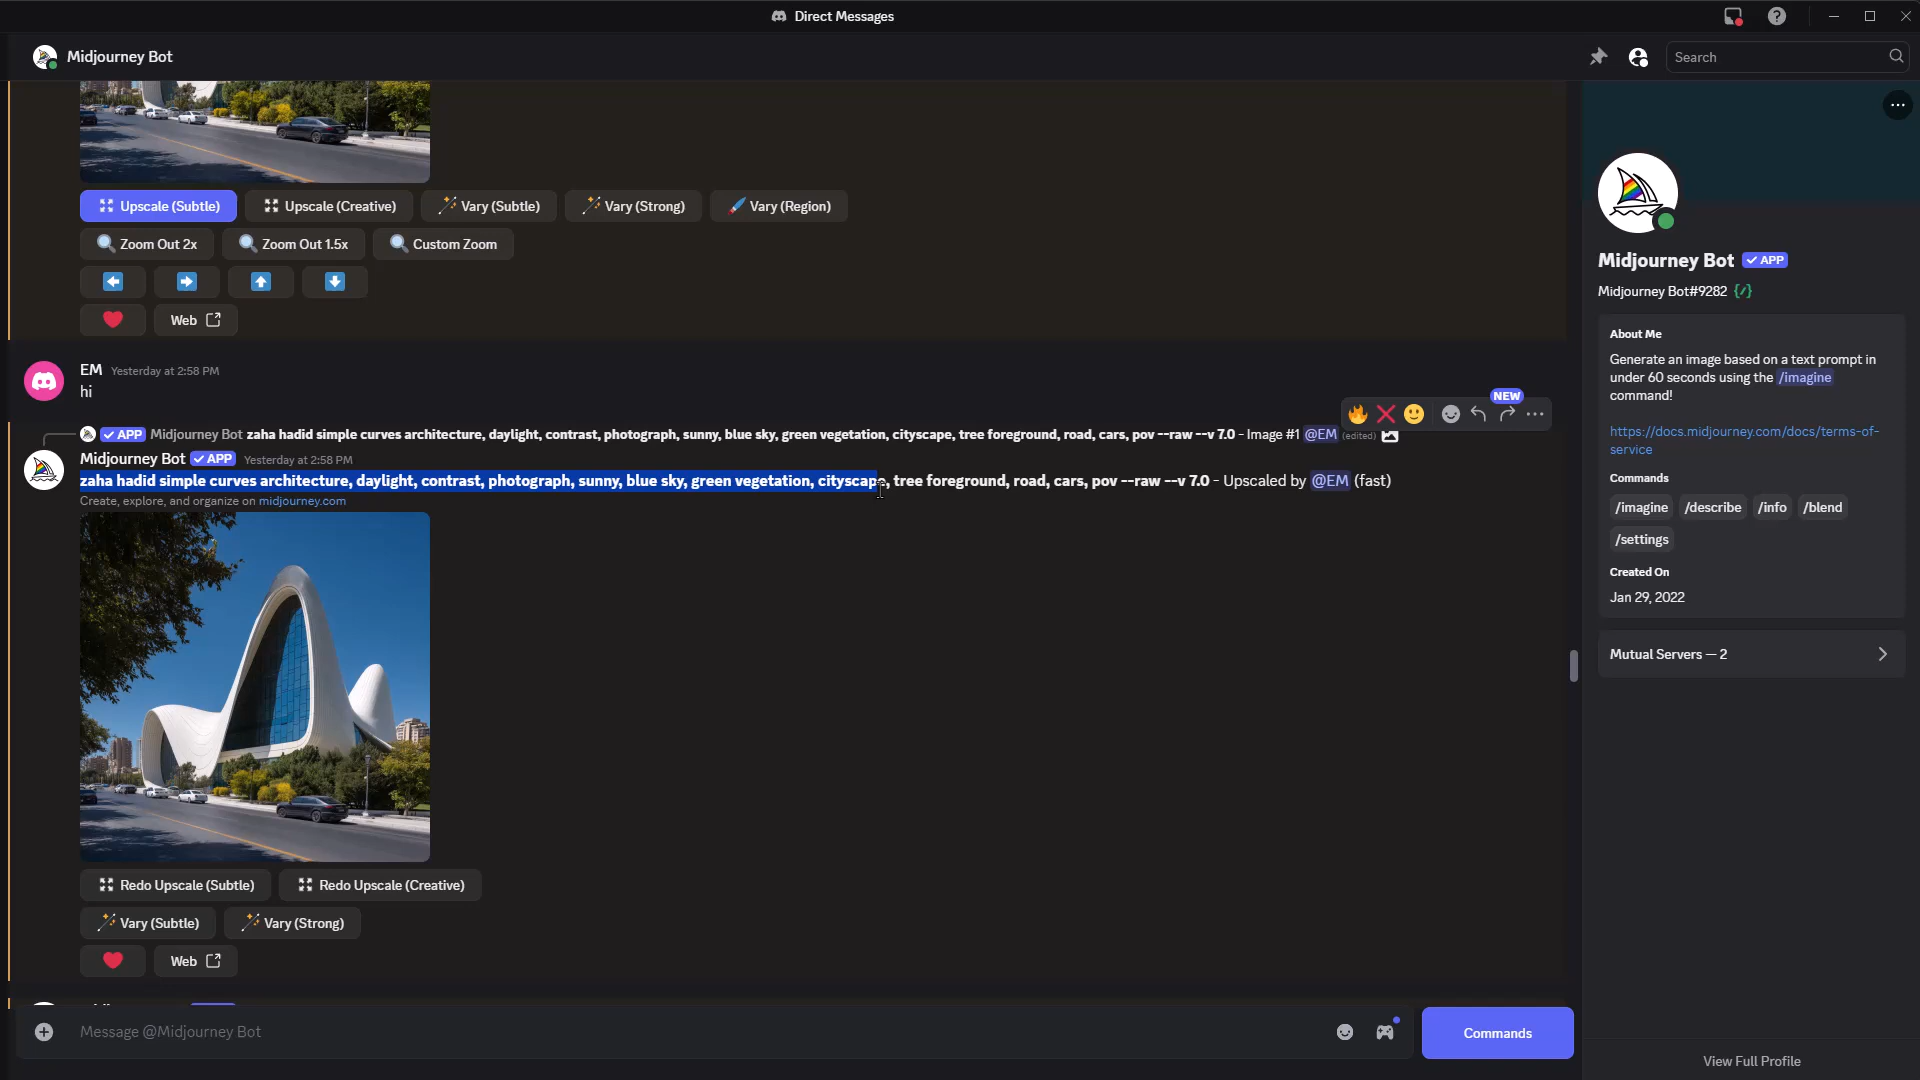 Direct Messages
Midjourney Bot
Search
Upscale (Subtle) Upscale (Creative) Vary (Subtle) Vary (Strong) Vary (Region)
Zoom Out 2x Zoom Out 1.5x Custom Zoom
Web
EM Yesterday at 2:58 PM
hi
NEW
APP Midjourney Bot zaha hadid simple curves architecture, daylight, contrast, photograph, sunny, blue sky, green vegetation, cityscape, tree foreground, road, cars, pov --raw --v 7.0 - Image #1 @EM (edited)
Midjourney Bot APP Yesterday at 2:58 PM
zaha hadid simple curves architecture, daylight, contrast, photograph, sunny, blue sky, green vegetation, cityscape, tree foreground, road, cars, pov --raw --v 7.0 - Upscaled by @EM (fast)
Create, explore, and organize on midjourney.com
Redo Upscale (Subtle) Redo Upscale (Creative)
Vary (Subtle) Vary (Strong)
Web
Message @Midjourney Bot
Commands
Midjourney Bot APP
Midjourney Bot#9282
About Me
Generate an image based on a text prompt in
under 60 seconds using the /imagine
command!
https://docs.midjourney.com/docs/terms-of-
service
Commands
/imagine /describe /info /blend
/settings
Created On
Jan 29, 2022
Mutual Servers — 2
View Full Profile